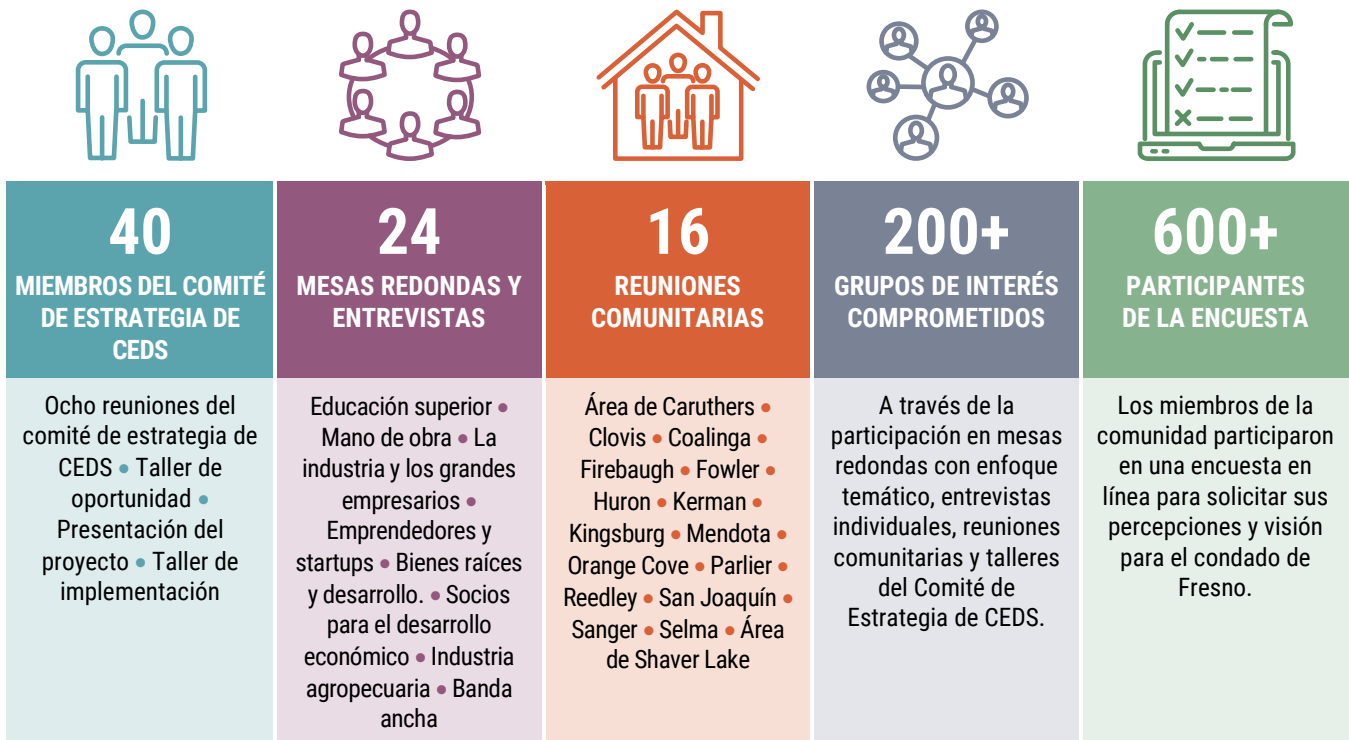 40
MIEMBROS DEL COMITÉ
DE ESTRATEGIA DE
CEDS
Ocho reuniones del
comité de estrategia de
CEDS • Taller de
oportunidad •
Presentación del
proyecto • Taller de
implementación
24
MESAS REDONDAS Y
ENTREVISTAS
Educación superior •
Mano de obra • La
industria y los grandes
empresarios •
Emprendedores y
startups • Bienes raíces
y desarrollo. • Socios
para el desarrollo
económico • Industria
agropecuaria • Banda
ancha
16
REUNIONES
COMUNITARIAS
Área de Caruthers •
Clovis • Coalinga •
Firebaugh • Fowler •
Huron • Kerman •
Kingsburg • Mendota •
Orange Cove • Parlier •
Reedley • San Joaquín •
Sanger • Selma • Área
de Shaver Lake
200+
GRUPOS DE INTERÉS
COMPROMETIDOS
A través de la
participación en mesas
redondas con enfoque
temático, entrevistas
individuales, reuniones
comunitarias y talleres
del Comité de
Estrategia de CEDS.
600+
PARTICIPANTES
DE LA ENCUESTA
Los miembros de la
comunidad participaron
en una encuesta en
línea para solicitar sus
percepciones y visión
para el condado de
Fresno.